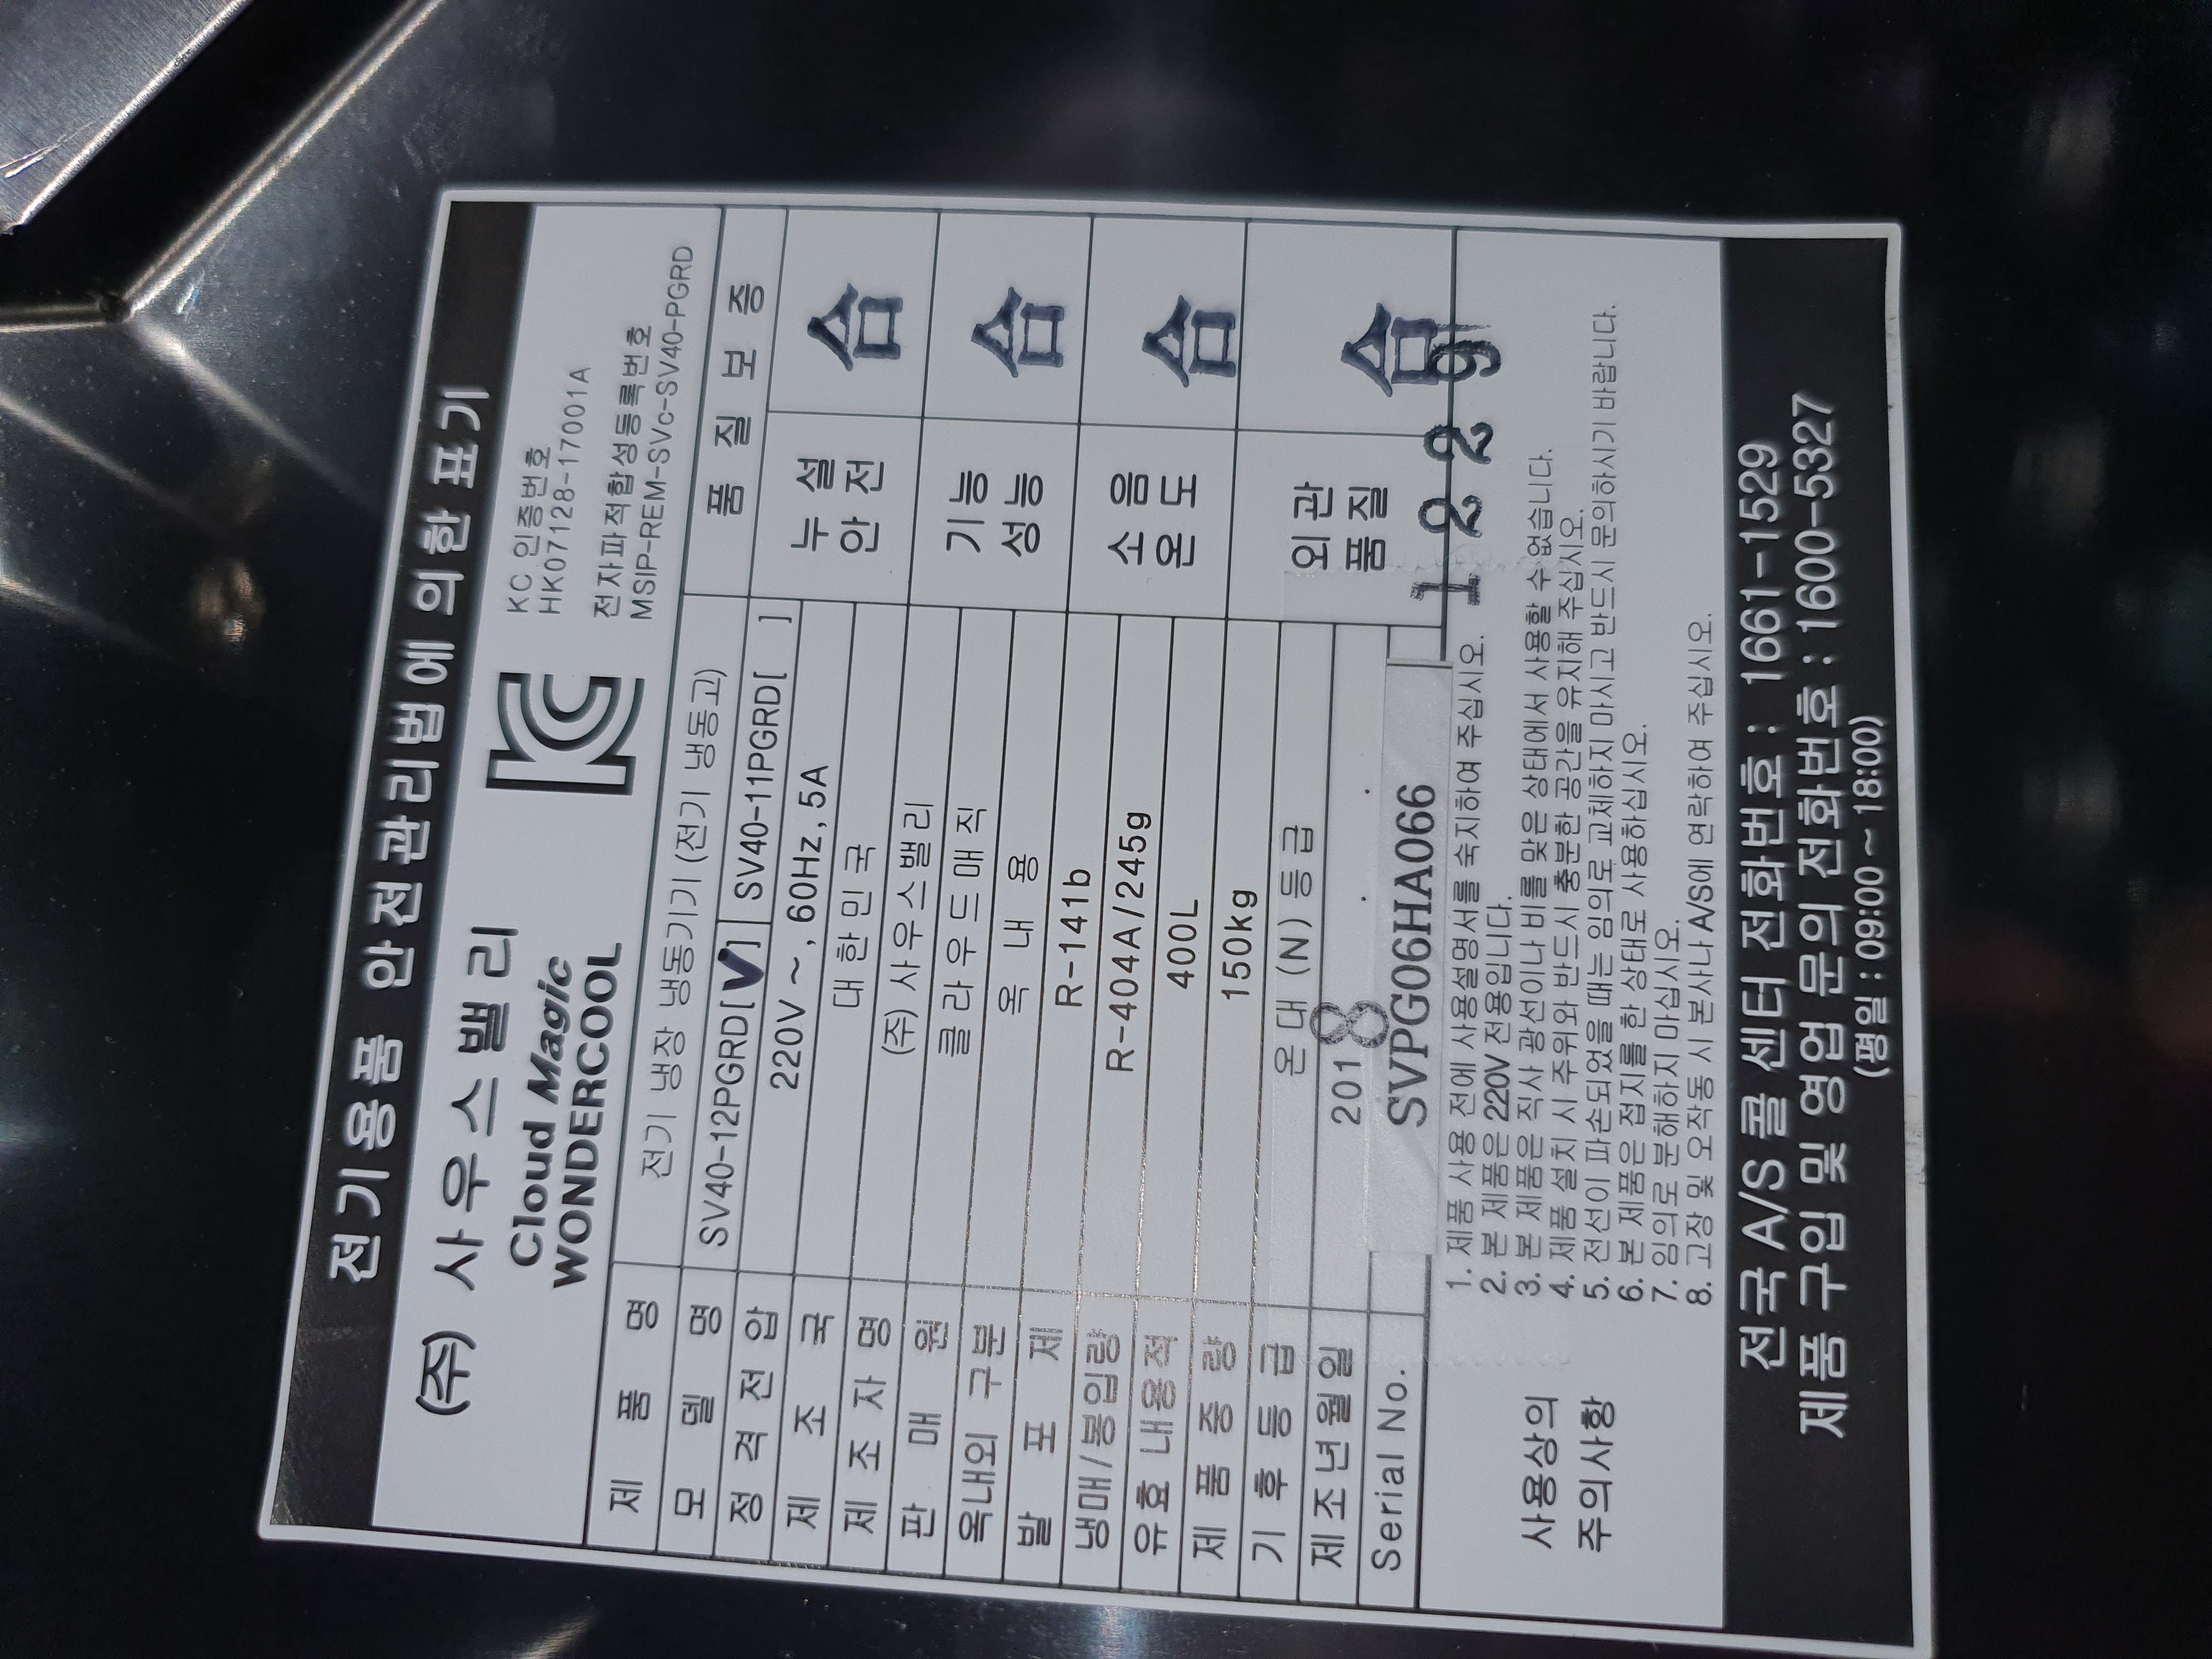 전기용품 안전관리법에 의한 표기
(주) 사우스밸리
Cloud Magic
WONDERCOOL
KC 인증번호
HK07128-17001A
전자파적합성등록번호
MSIP-REM-SVc-SV40-PGRD
제 품 명 전기 냉장 냉동기기 (전기 냉동고) 품 질 보 증
모 델 명 SV40-12PGRD[V] SV40-11PGRD[ ]
정 격 전 압 220V ~, 60Hz, 5A
제 조 국 대 한 민 국
제 조 자 명 (주) 사우스밸리
판 매 원 클라우드매직
옥내외 구분 옥 내 용
발 포 제 R-141b
냉매/봉입량 R-404A/245g
유효 내용적 400L
제 품 중 량 150kg
기 후 등 급 온 대 (N) 등 급
제조년월일 2018 . .
Serial No. SVPG06HA066
누 설
안 전
합
기 능
성 능
합
소 음
온 도
합
외 관
품 질
합
1 2 2 9
사용상의
주의사항
1. 제품 사용 전에 사용설명서를 숙지하여 주십시오.
2. 본 제품은 220V 전용입니다.
3. 본 제품은 직사 광선이나 비를 맞은 상태에서 사용할 수 없습니다.
4. 제품 설치 시 주위와 반드시 충분한 공간을 유지해 주십시오.
5. 전선이 파손되었을 때는 임의로 교체하지 마시고 반드시 문의하시기 바랍니다.
6. 본 제품은 접지를 한 상태로 사용하십시오.
7. 임의로 분해하지 마십시오.
8. 고장 및 오작동 시 본사나 A/S에 연락하여 주십시오.
전국 A/S 콜 센터 전화번호 : 1661-1529
제품 구입 및 영업 문의 전화번호 : 1600-5327
(평일 : 09:00 ~ 18:00)